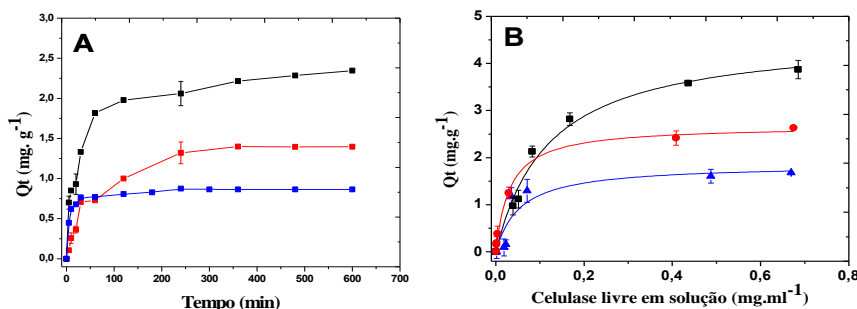 A
Qt (mg. g-1)
3,0
2,5
2,0
1,5
1,0
0,5
0,0
0 100 200 300 400 500 600 700
Tempo (min)
B
Qt (mg.g-1)
5
4
3
2
1
0
0,0 0,2 0,4 0,6 0,8
Celulase livre em solução (mg.ml-1)